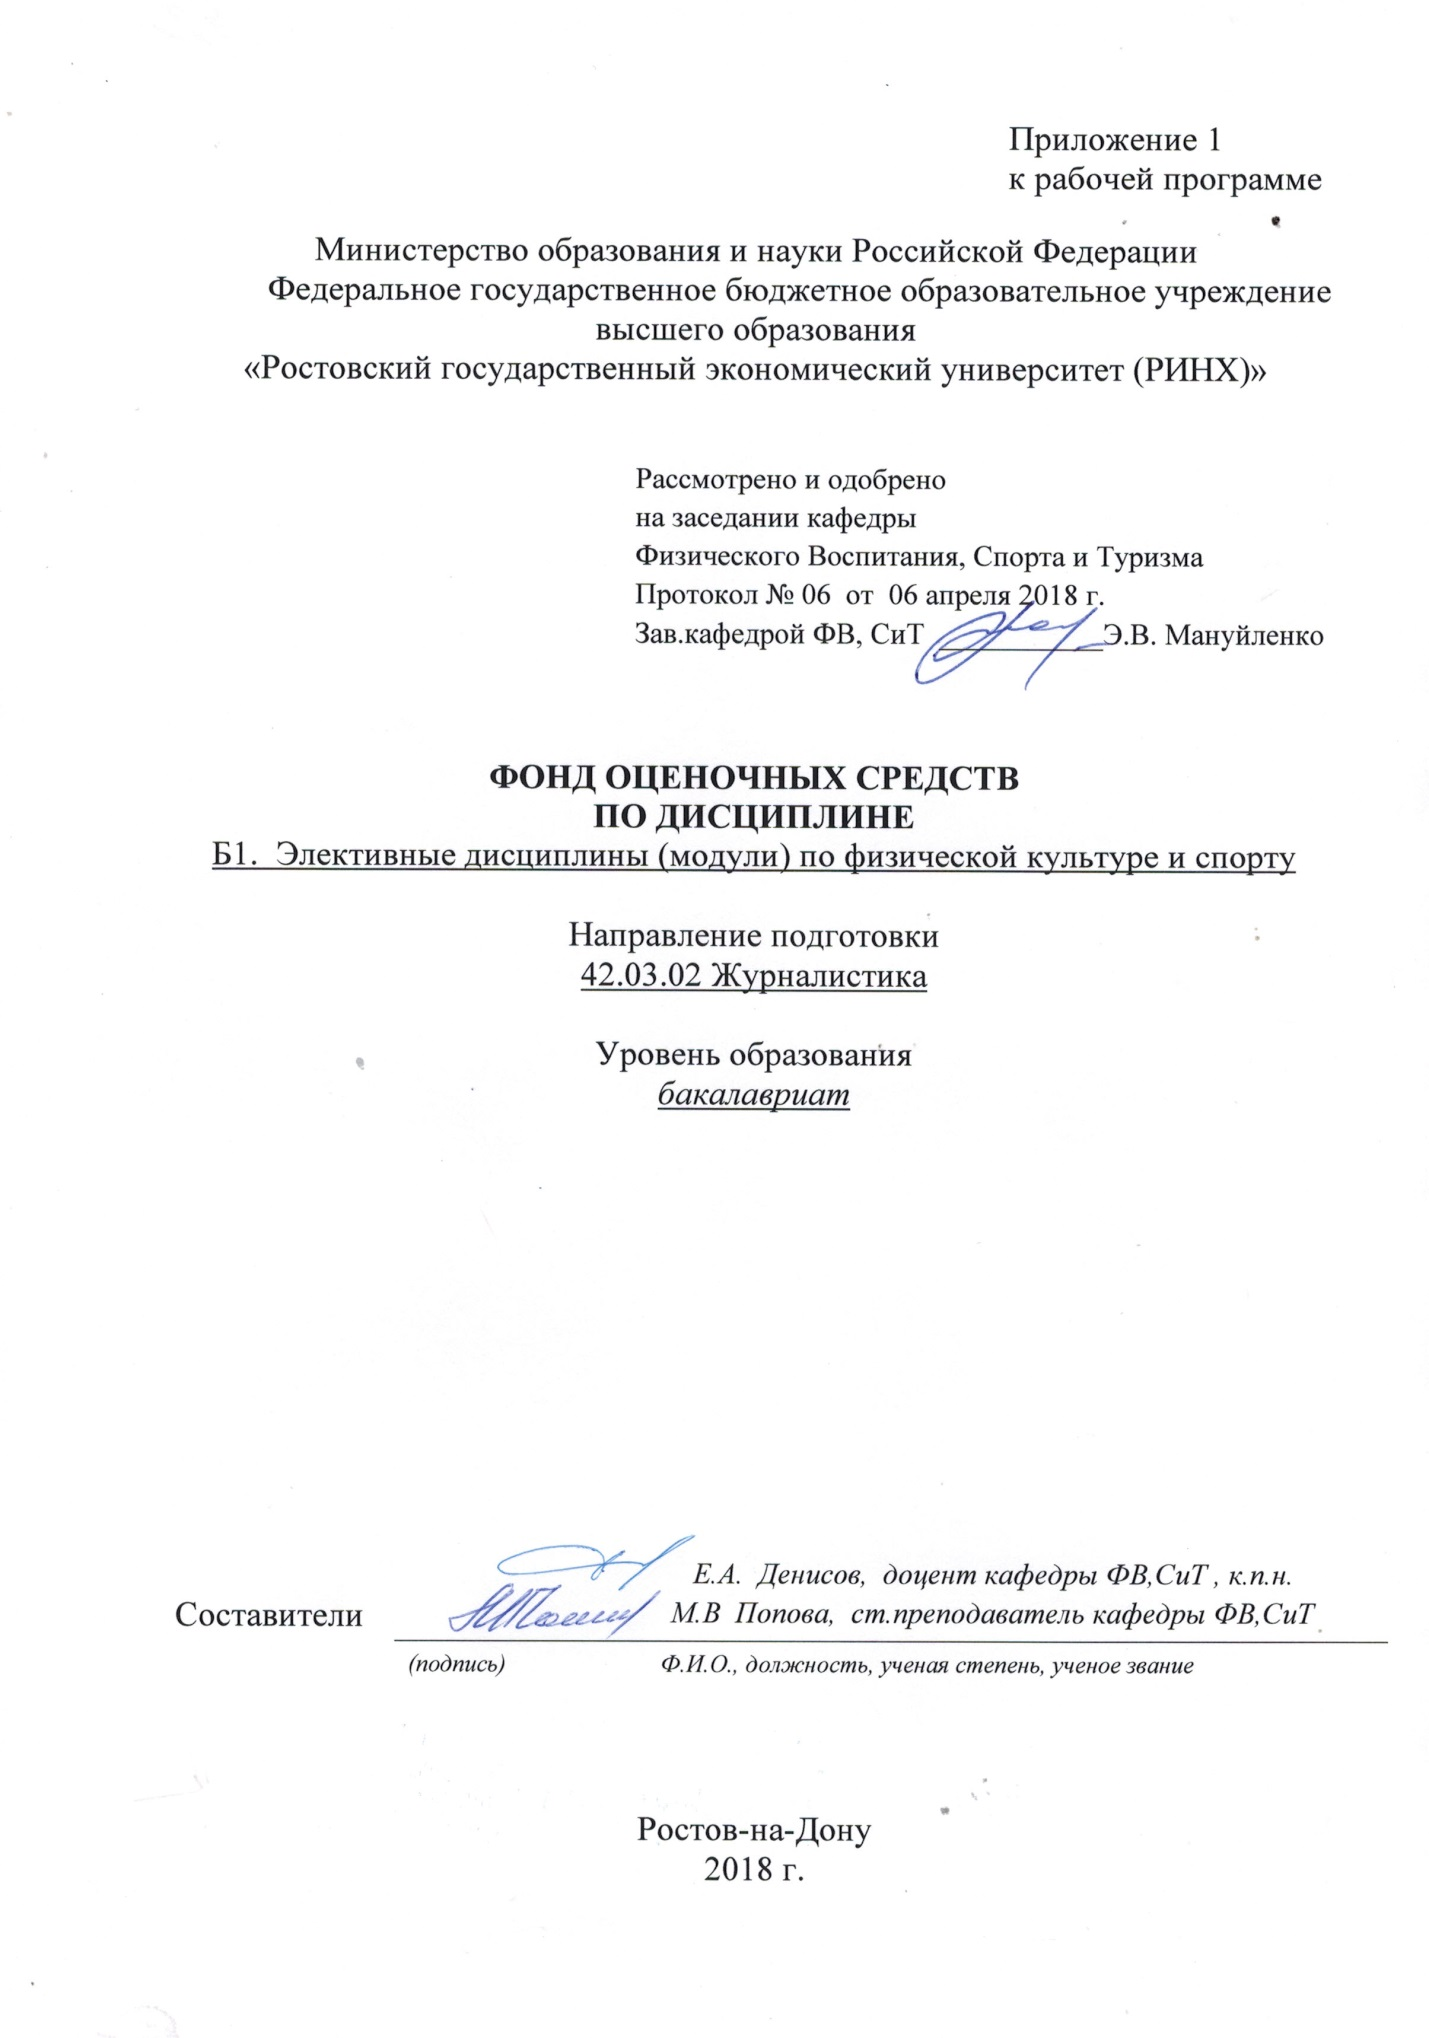 Приложение 1
к рабочей программе
Министерство образования и науки Российской Федерации
Федеральное государственное бюджетное образовательное учреждение
высшего образования
«Ростовский государственный экономический университет (РИНХ)»
Рассмотрено и одобрено
на заседании кафедры
Физического Воспитания, Спорта и Туризма
Протокол № 06 от 06 апреля 2018 г.
Зав.кафедрой ФВ, СиТ ___________Э.В. Мануйленко
ФОНД ОЦЕНОЧНЫХ СРЕДСТВ
ПО ДИСЦИПЛИНЕ
Б1. Элективные дисциплины (модули) по физической культуре и спорту
Направление подготовки
42.03.02 Журналистика
Уровень образования
бакалавриат
Е.А. Денисов, доцент кафедры ФВ,СиТ , к.п.н.
Составители М.В Попова, ст.преподаватель кафедры ФВ,СиТ
(подпись) Ф.И.О., должность, ученая степень, ученое звание
Ростов-на-Дону
2018 г.